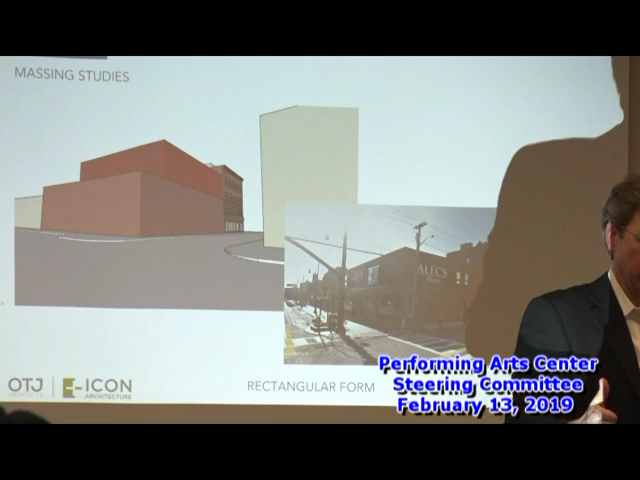 MASSING STUDIES
ALEC'S
OTJ
ICON
ARCHITECTURE
RECTANGULAR FORM
Performing Arts Center
Steering Committee
February 13, 2019